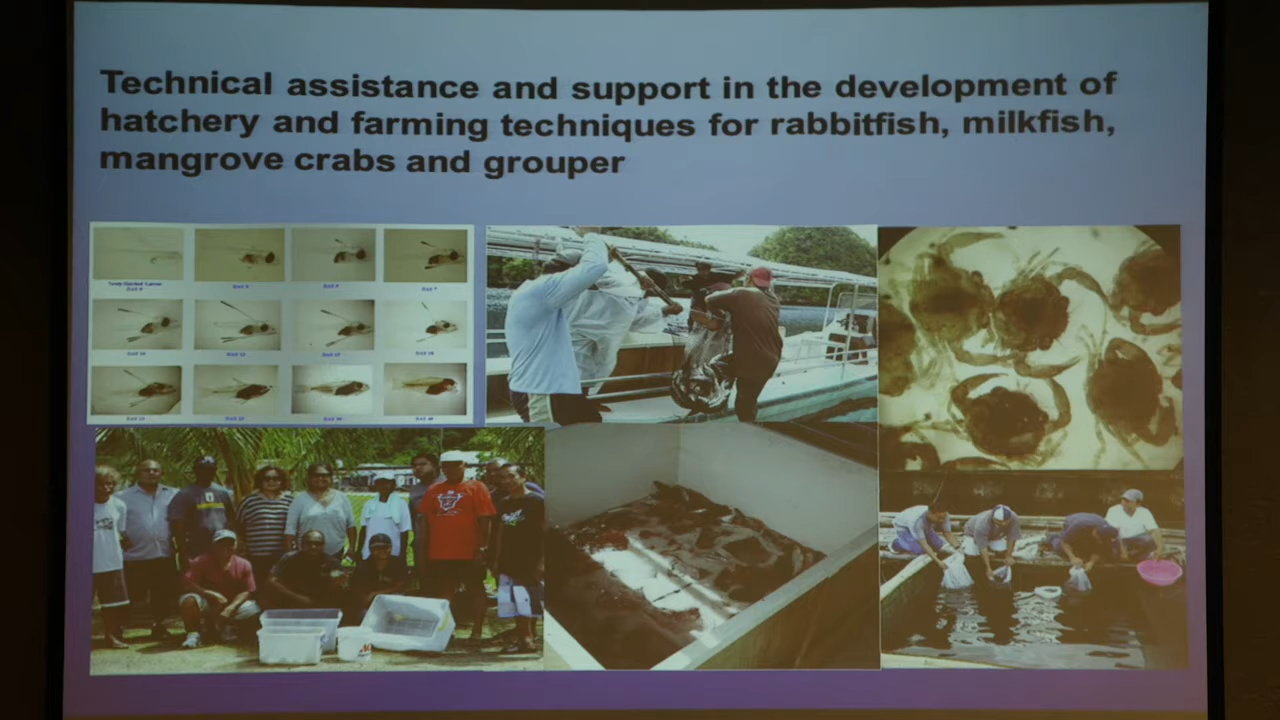 Technical assistance and support in the development of
hatchery and farming techniques for rabbitfish, milkfish,
mangrove crabs and grouper